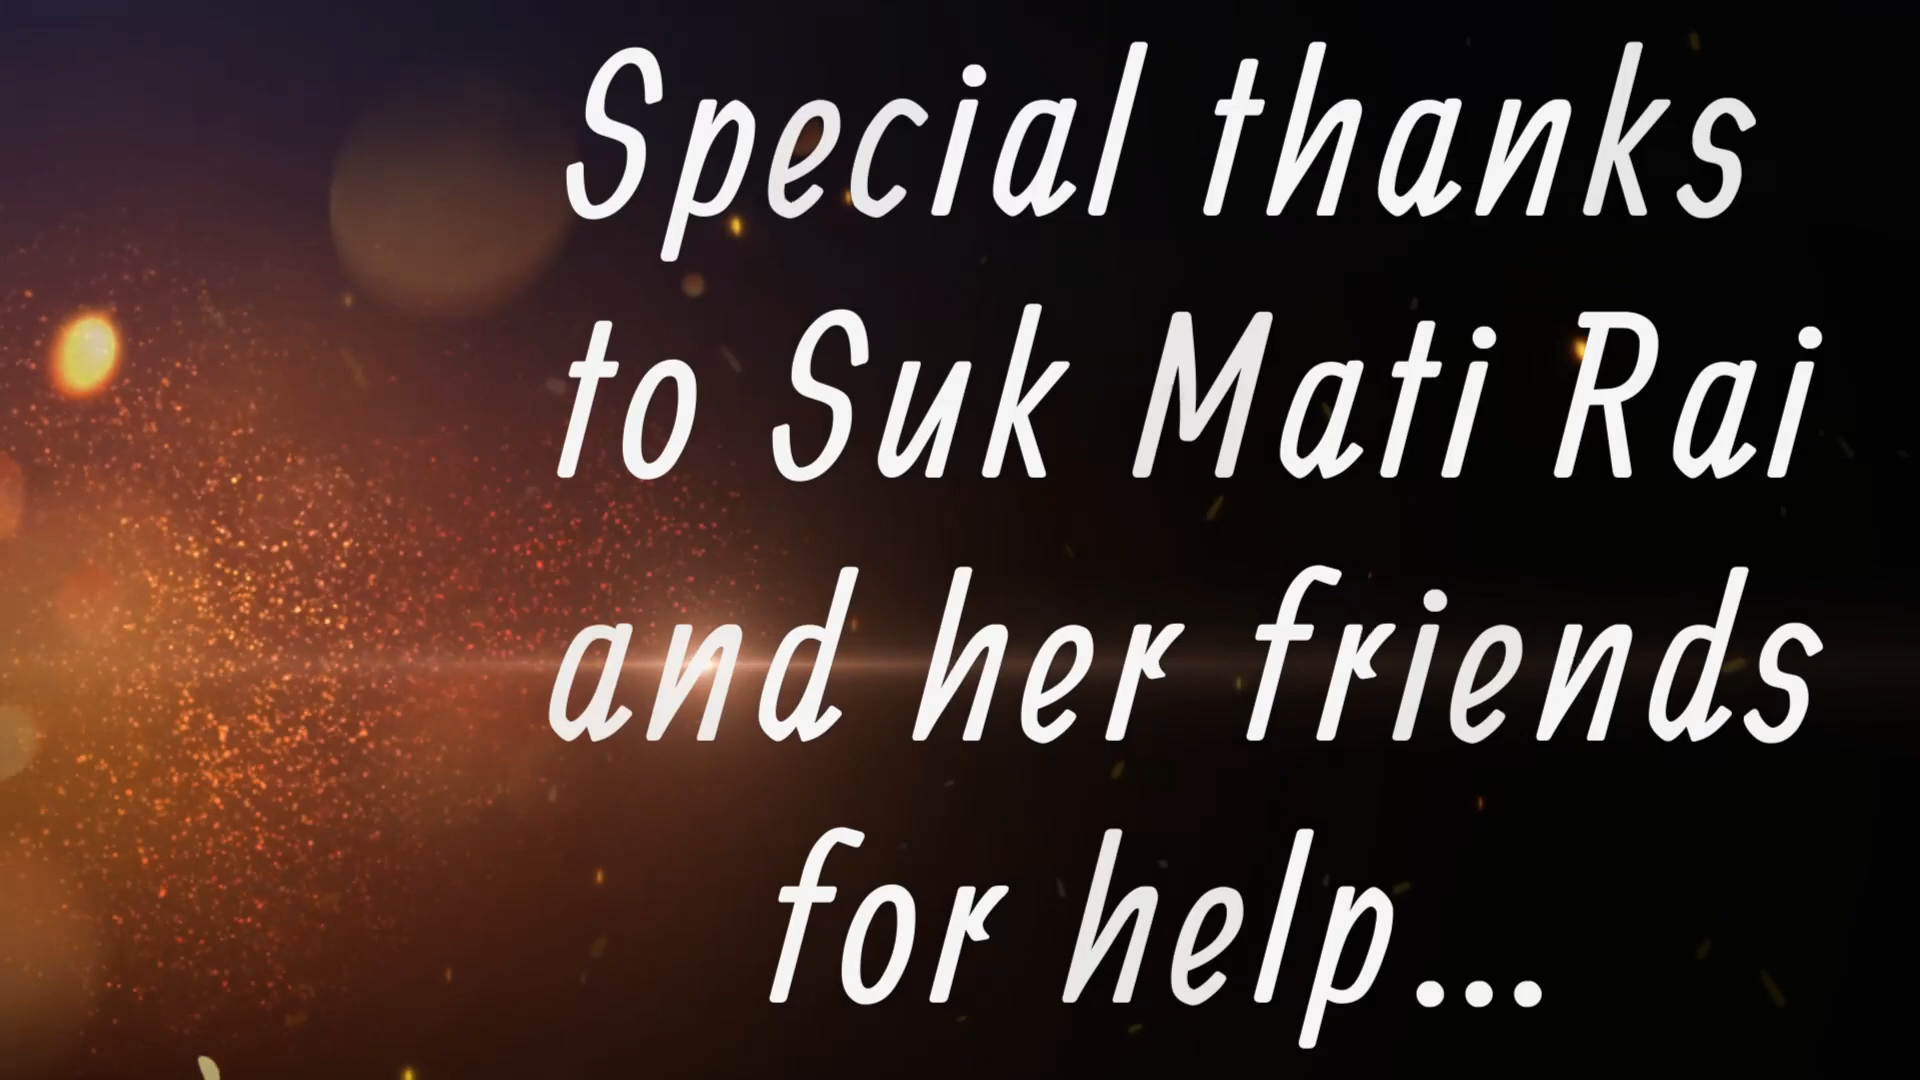 Special thanks
to Suk Mati Rai
and her friends
for help...